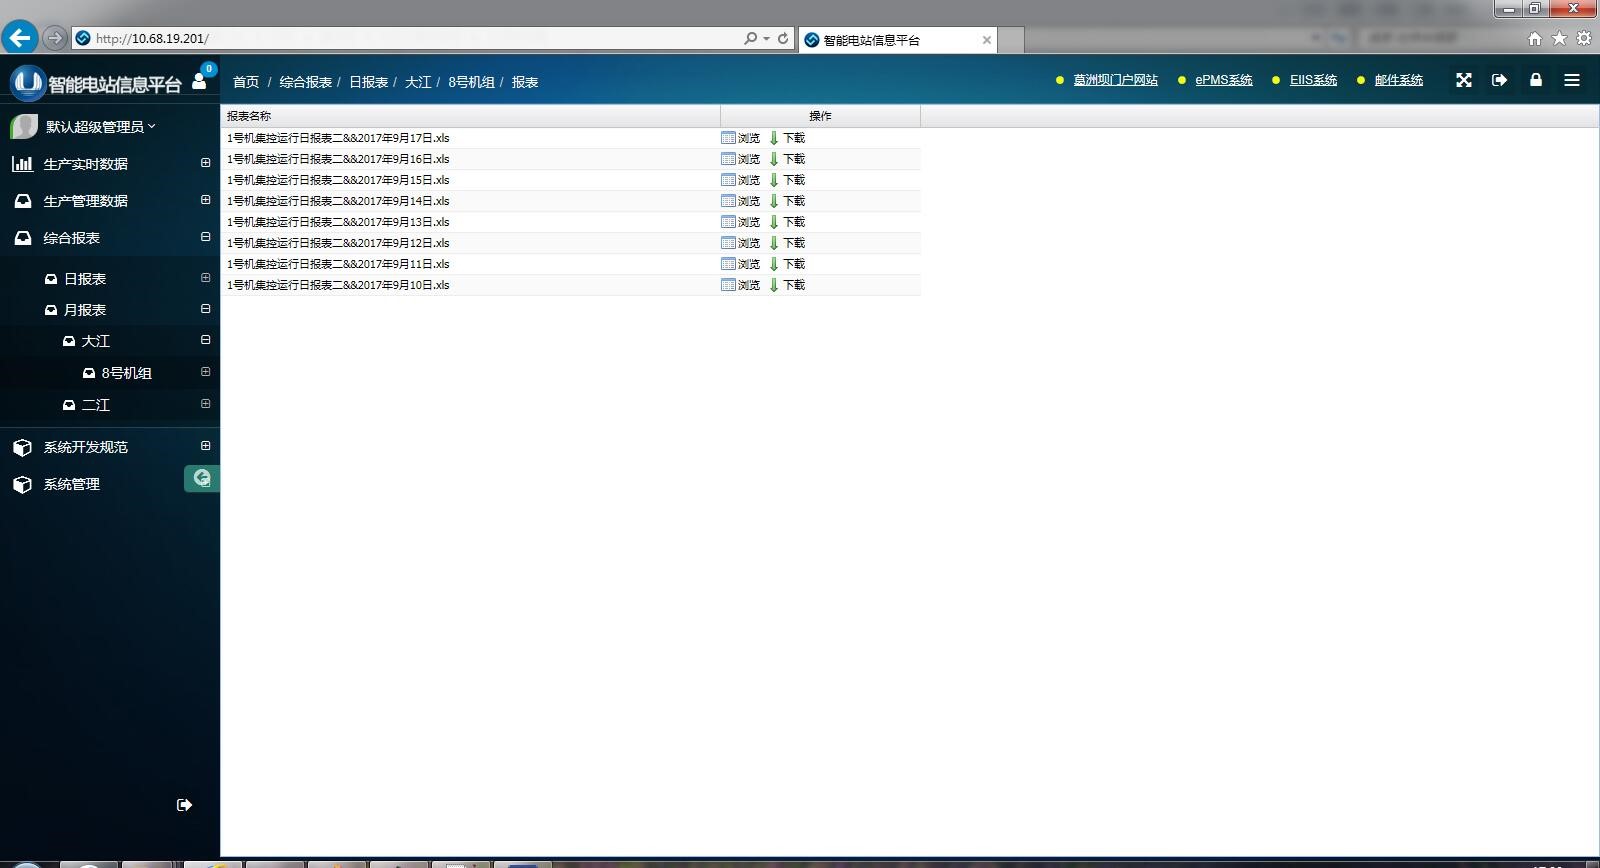 http://10.68.19.201/
智能电站信息平台
智能电站信息平台
0
首页 / 综合报表 / 日报表 / 大江 / 8号机组 / 报表
葛洲坝门户网站
ePMS系统
EIIS系统
邮件系统
默认超级管理员
生产实时数据
生产管理数据
综合报表
日报表
月报表
大江
8号机组
二江
系统开发规范
系统管理
报表名称 操作
1号机集控运行日报表二&&2017年9月17日.xls 浏览 下载
1号机集控运行日报表二&&2017年9月16日.xls 浏览 下载
1号机集控运行日报表二&&2017年9月15日.xls 浏览 下载
1号机集控运行日报表二&&2017年9月14日.xls 浏览 下载
1号机集控运行日报表二&&2017年9月13日.xls 浏览 下载
1号机集控运行日报表二&&2017年9月12日.xls 浏览 下载
1号机集控运行日报表二&&2017年9月11日.xls 浏览 下载
1号机集控运行日报表二&&2017年9月10日.xls 浏览 下载